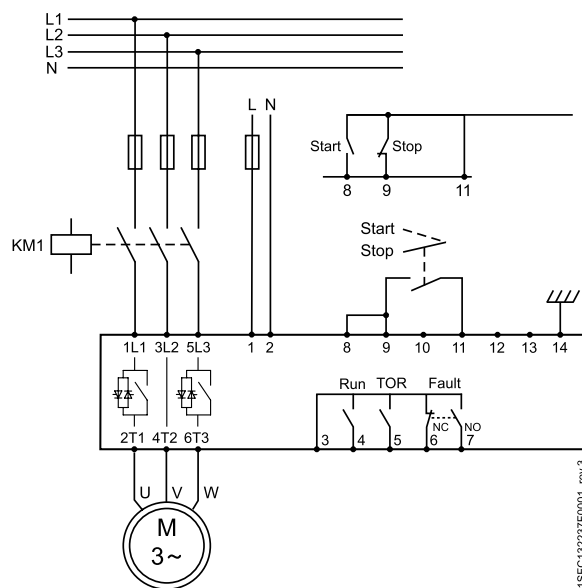 L1
L2
L3
N
L N
Start Stop
8 9 11
KM1
Start
Stop
1L1 3L2 5L3 1 2 8 9 10 11 12 13 14
Run TOR Fault
NC NO
2T1 4T2 6T3 3 4 5 6 7
U V W
M
3~